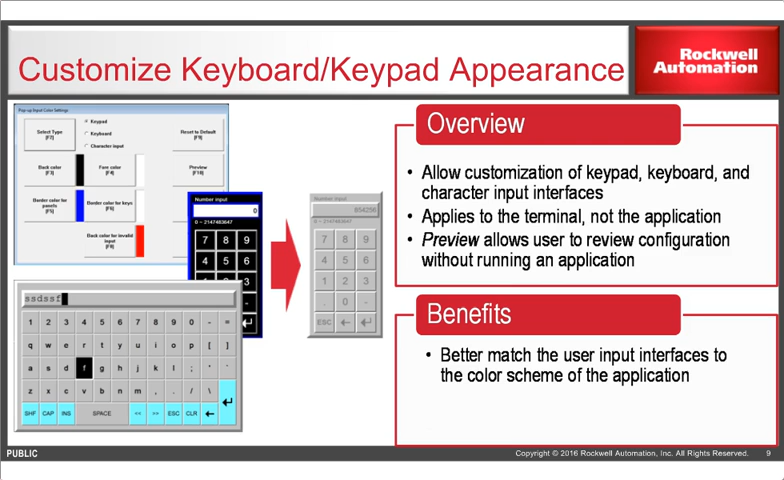 Customize Keyboard/Keypad Appearance
Rockwell
Automation
Pop-up Input Color Settings
Select Type
[F2]
Keypad
Keyboard
Character input
Reset to Default
[F9]
Back color
[F3]
Fore color
[F4]
Preview
[F10]
Border color for
panels
[F5]
Border color for keys
[F6]
Back color for invalid
input
[F8]
Number input
0
0 ~ 2147483647
7 8 9
4 5 6
3
-
Number input
854256
0 ~ 2147483647
7 8 9
4 5 6
1 2 3
. 0 -
ESC
ssdssf
1 2 3 4 5 6 7 8 9 0 - =
q w e r t y u i o p [ ]
a s d f g h j k l ; ' `
z x c v b n m , . / \
SHF CAP INS SPACE << >> ESC CLR
Overview
• Allow customization of keypad, keyboard, and
character input interfaces
• Applies to the terminal, not the application
• Preview allows user to review configuration
without running an application
Benefits
• Better match the user input interfaces to
the color scheme of the application
PUBLIC
Copyright © 2016 Rockwell Automation, Inc. All Rights Reserved.
9